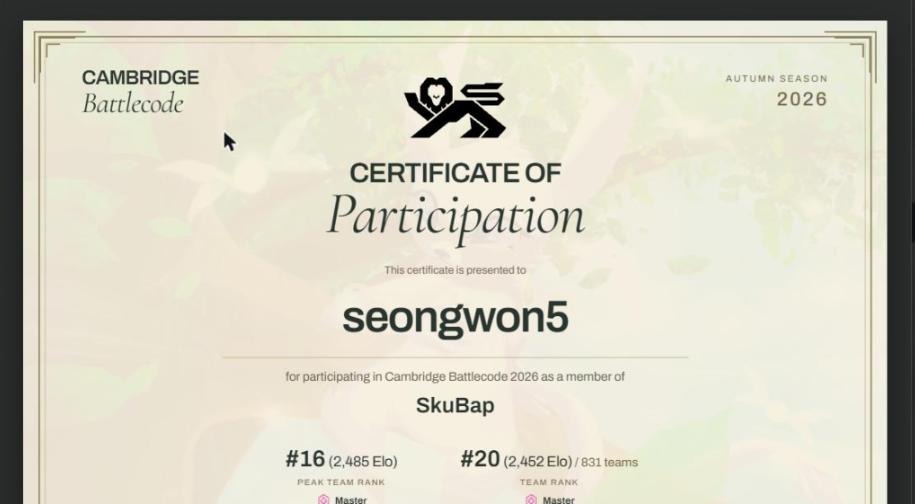 CAMBRIDGE
Battlecode
AUTUMN SEASON
2026
CERTIFICATE OF
Participation
This certificate is presented to
seongwon5
for participating in Cambridge Battlecode 2026 as a member of
SkuBap
#16 (2,485 Elo)
PEAK TEAM RANK
Master
#20 (2,452 Elo) / 831 teams
TEAM RANK
Master